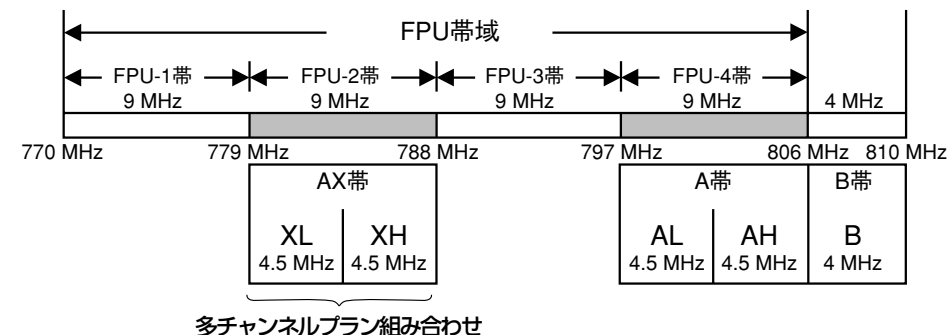 FPU帯域
FPU-1帯 FPU-2帯 FPU-3帯 FPU-4帯
9 MHz 9 MHz 9 MHz 9 MHz 4 MHz
770 MHz 779 MHz 788 MHz 797 MHz 806 MHz 810 MHz
AX帯 A帯 B帯
XL XH AL AH B
4.5 MHz 4.5 MHz 4.5 MHz 4.5 MHz 4 MHz
多チャンネルプラン組み合わせ